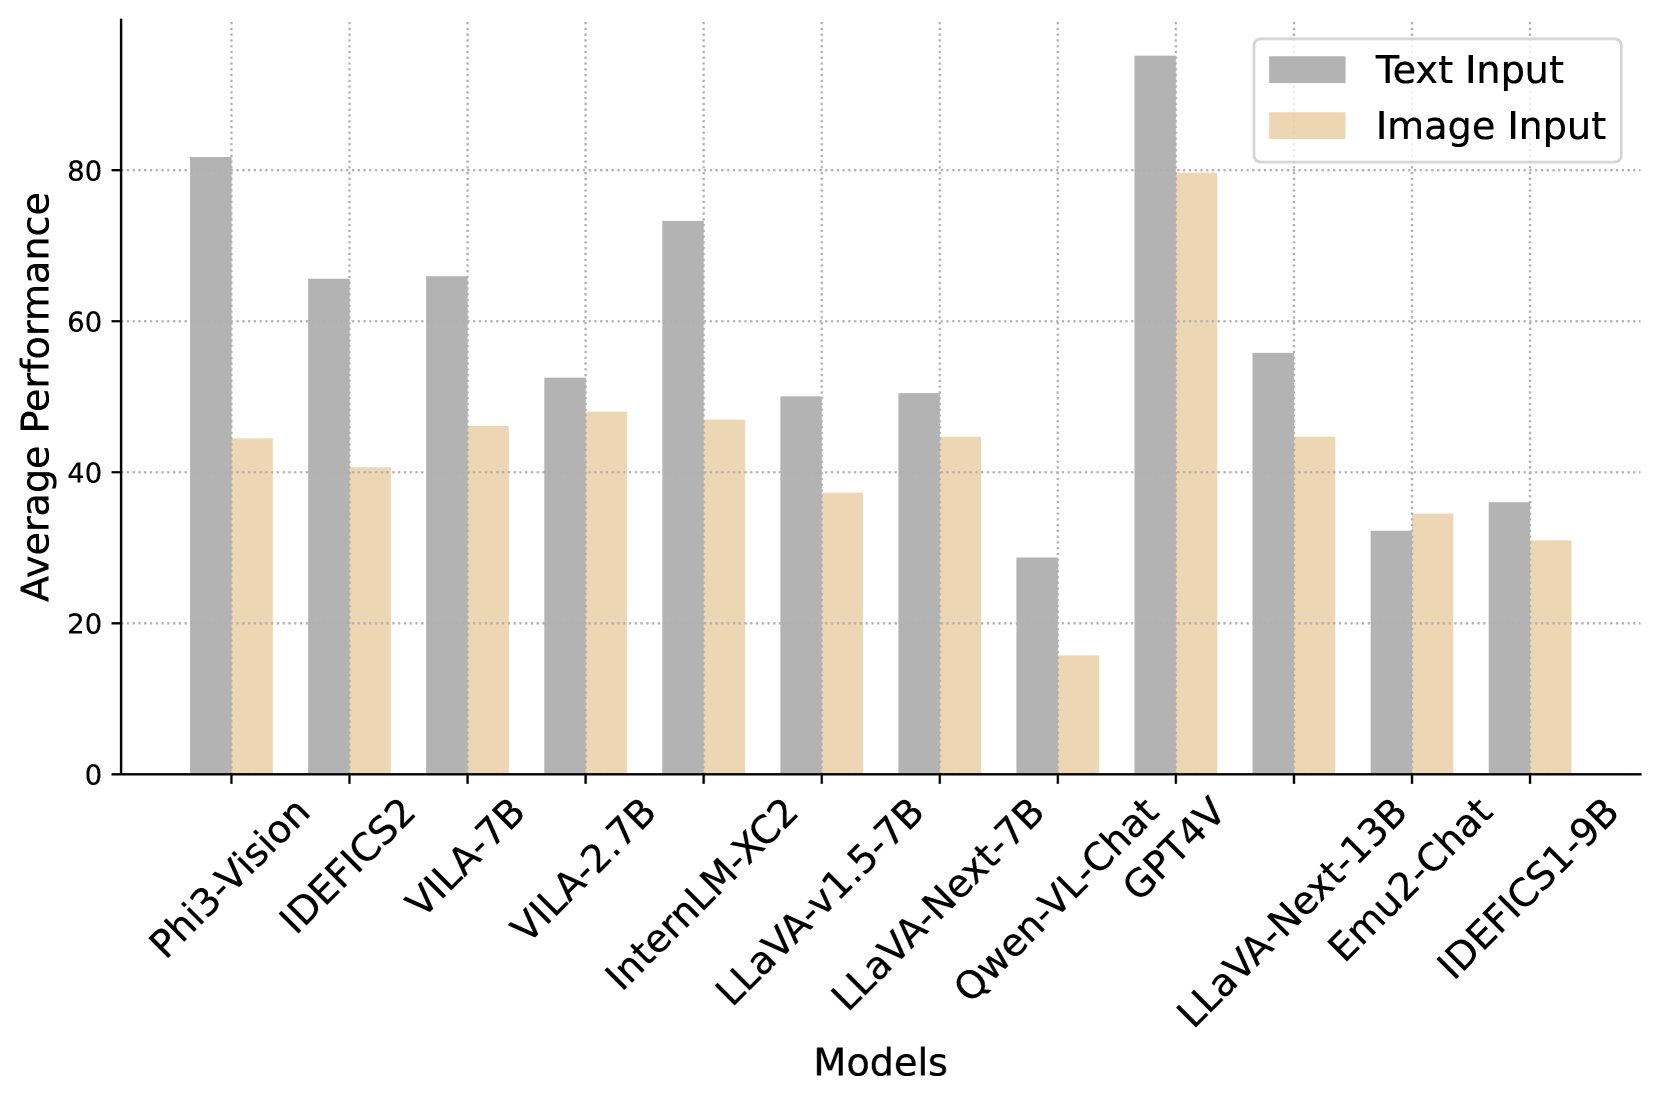 Text Input
Image Input
Average Performance
80
60
40
20
0
Phi3-Vision
IDEFICS2
VILA-7B
VILA-2.7B
InternLM-XC2
LLaVA-v1.5-7B
LLaVA-Next-7B
Qwen-VL-Chat
GPT4V
LLaVA-Next-13B
Emu2-Chat
IDEFICS1-9B
Models